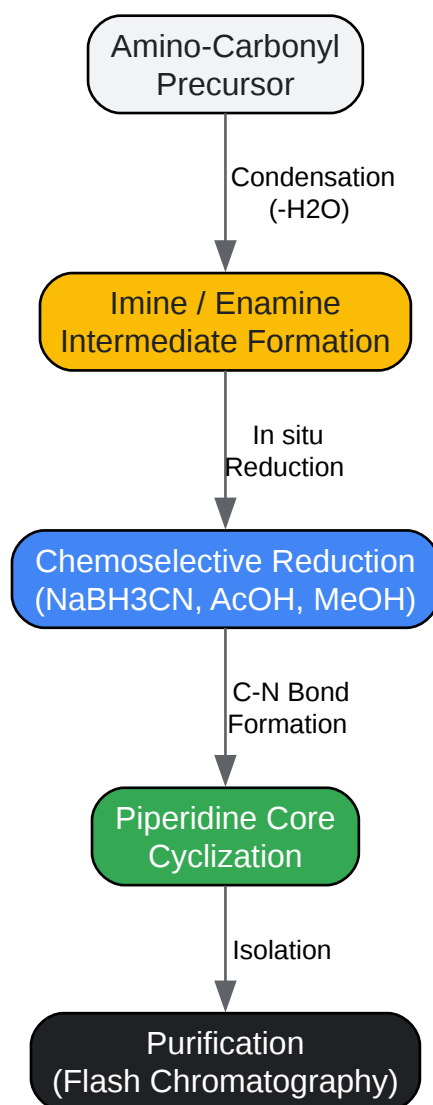 Amino-Carbonyl
Precursor
Condensation
(-H2O)
Imine / Enamine
Intermediate Formation
In situ
Reduction
Chemoselective Reduction
(NaBH3CN, AcOH, MeOH)
C-N Bond
Formation
Piperidine Core
Cyclization
Isolation
Purification
(Flash Chromatography)